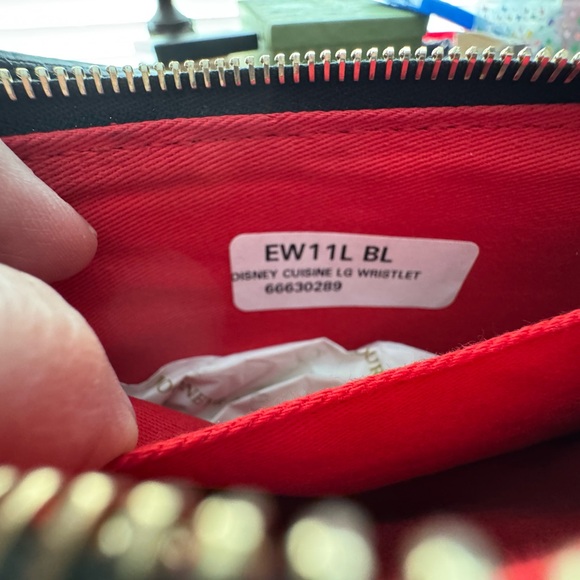 EW11L BL
DISNEY CUISINE LG WRISTLET
66630289